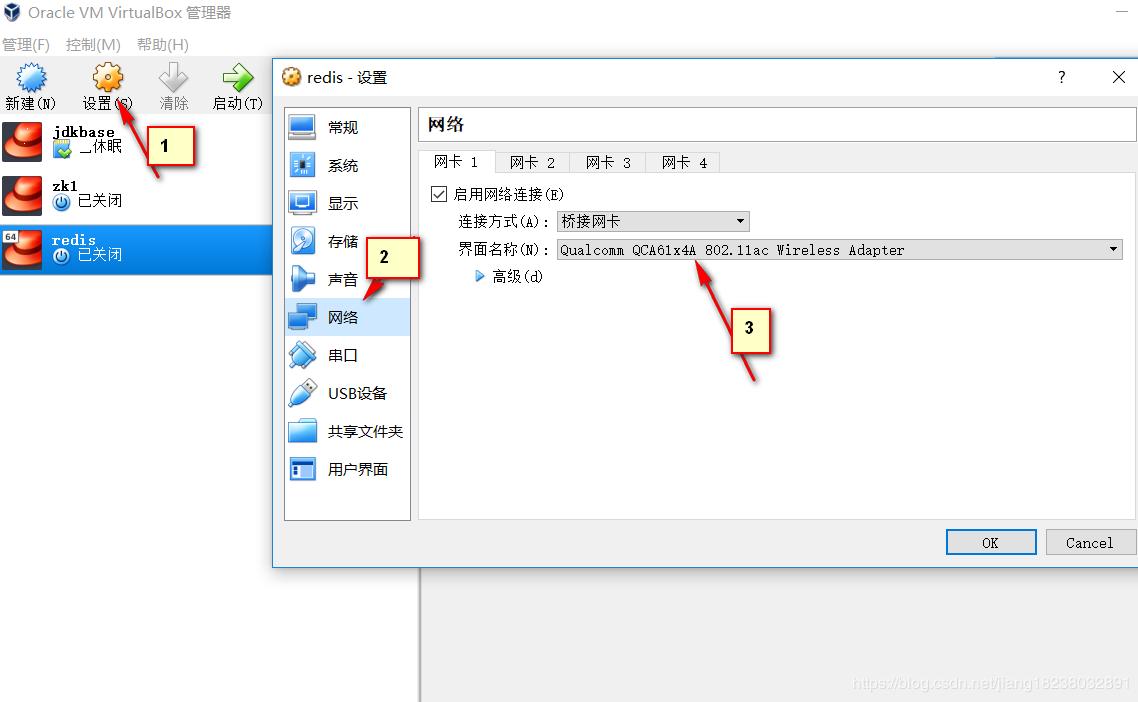 Oracle VM VirtualBox 管理器
管理(F) 控制(M) 帮助(H)
新建(N) 设置(S) 清除 启动(T)
jdkbase
休眠
zk1
已关闭
64 redis
已关闭
1
redis - 设置
?
常规
系统
显示
存储
声音
网络
串口
USB设备
共享文件夹
用户界面
2
网络
网卡 1 网卡 2 网卡 3 网卡 4
启用网络连接(E)
连接方式(A): 桥接网卡
界面名称(N): Qualcomm QCA61x4A 802.11ac Wireless Adapter
高级(d)
3
OK Cancel
https://blog.csdn.net/jiang18238032891